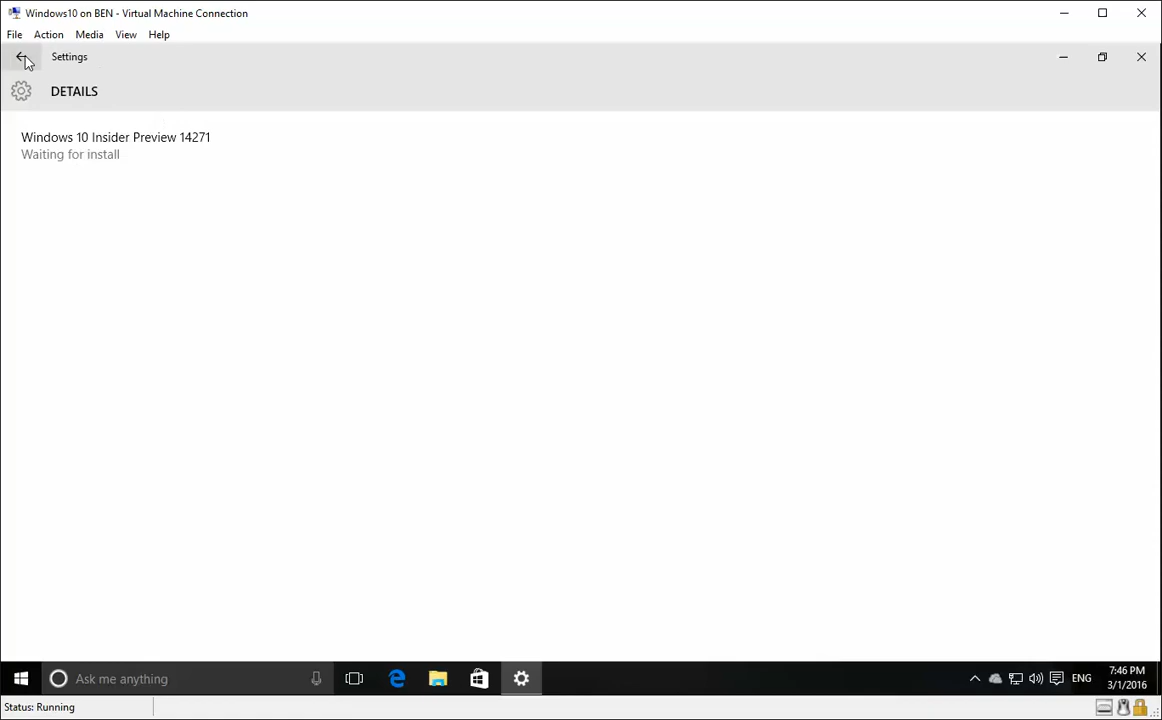 Windows10 on BEN - Virtual Machine Connection
File Action Media View Help
Settings
DETAILS
Windows 10 Insider Preview 14271
Waiting for install
Ask me anything
ENG
7:46 PM
3/1/2016
Status: Running